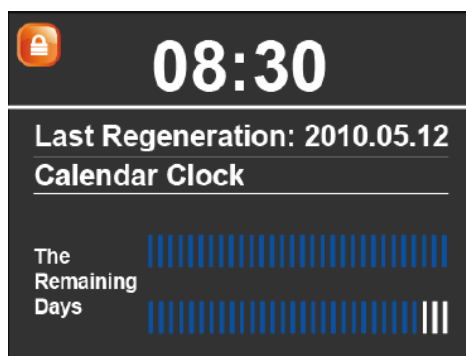 08:30
Last Regeneration: 2010.05.12
Calendar Clock
The
Remaining
Days